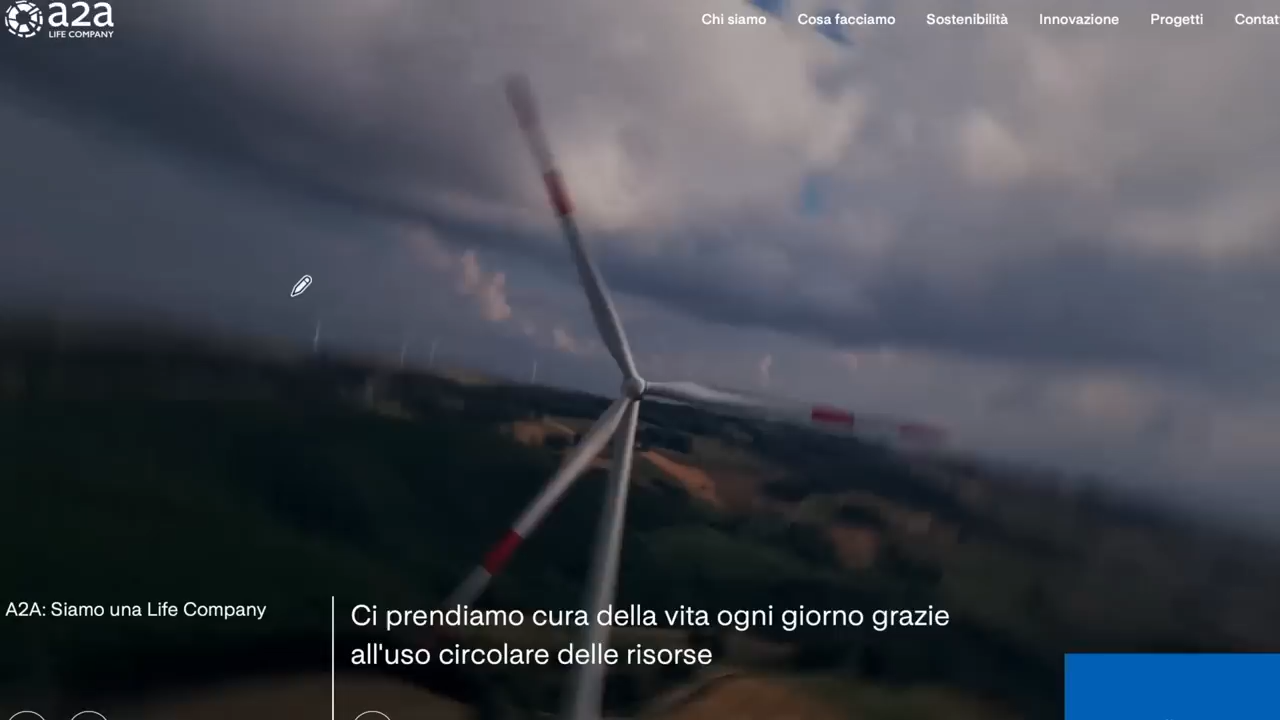 a2a
LIFE COMPANY
Chi siamo
Cosa facciamo
Sostenibilità
Innovazione
Progetti
Contat
A2A: Siamo una Life Company
Ci prendiamo cura della vita ogni giorno grazie
all'uso circolare delle risorse